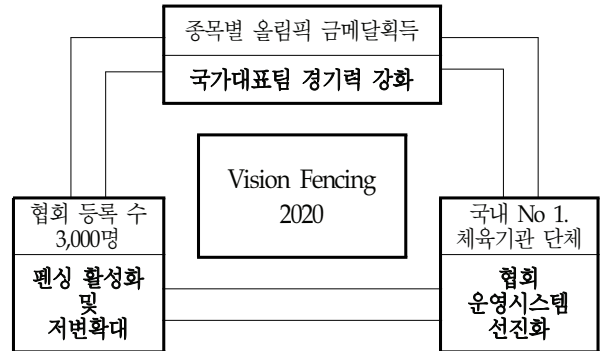 종목별 올림픽 금메달획득
국가대표팀 경기력 강화
Vision Fencing
2020
협회 등록 수
3,000명
펜싱 활성화
및
저변확대
국내 No 1.
체육기관 단체
협회
운영시스템
선진화